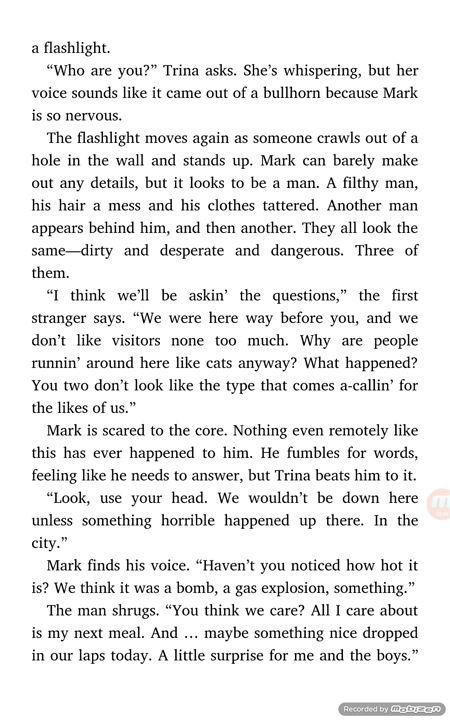 a flashlight.
“Who are you?” Trina asks. She’s whispering, but her
voice sounds like it came out of a bullhorn because Mark
is so nervous.
The flashlight moves again as someone crawls out of a
hole in the wall and stands up. Mark can barely make
out any details, but it looks to be a man. A filthy man,
his hair a mess and his clothes tattered. Another man
appears behind him, and then another. They all look the
same—dirty and desperate and dangerous. Three of
them.
“I think we’ll be askin’ the questions,” the first
stranger says. “We were here way before you, and we
don’t like visitors none too much. Why are people
runnin’ around here like cats anyway? What happened?
You two don’t look like the type that comes a-callin’ for
the likes of us.”
Mark is scared to the core. Nothing even remotely like
this has ever happened to him. He fumbles for words,
feeling like he needs to answer, but Trina beats him to it.
“Look, use your head. We wouldn’t be down here
unless something horrible happened up there. In the
city.”
Mark finds his voice. “Haven’t you noticed how hot it
is? We think it was a bomb, a gas explosion, something.”
The man shrugs. “You think we care? All I care about
is my next meal. And … maybe something nice dropped
in our laps today. A little surprise for me and the boys.”
Recorded by mobizen